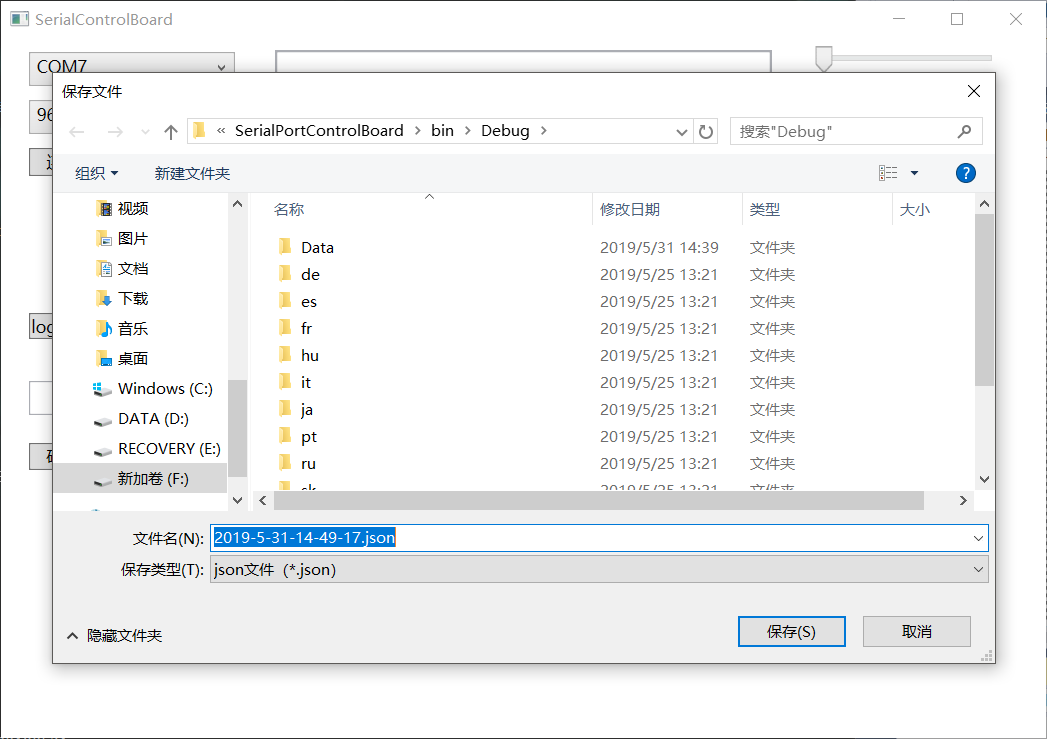 SerialControlBoard
COM7
保存文件
96
« SerialPortControlBoard > bin > Debug >
搜索"Debug"
组织
新建文件夹
?
视频
图片
文档
下载
音乐
桌面
Windows (C:)
DATA (D:)
RECOVERY (E:)
新加卷 (F:)
log
名称 修改日期 类型 大小
Data 2019/5/31 14:39 文件夹
de 2019/5/25 13:21 文件夹
es 2019/5/25 13:21 文件夹
fr 2019/5/25 13:21 文件夹
hu 2019/5/25 13:21 文件夹
it 2019/5/25 13:21 文件夹
ja 2019/5/25 13:21 文件夹
pt 2019/5/25 13:21 文件夹
ru 2019/5/25 13:21 文件夹
文件名(N): 2019-5-31-14-49-17.json
保存类型(T): json文件（*.json）
隐藏文件夹
保存(S)
取消